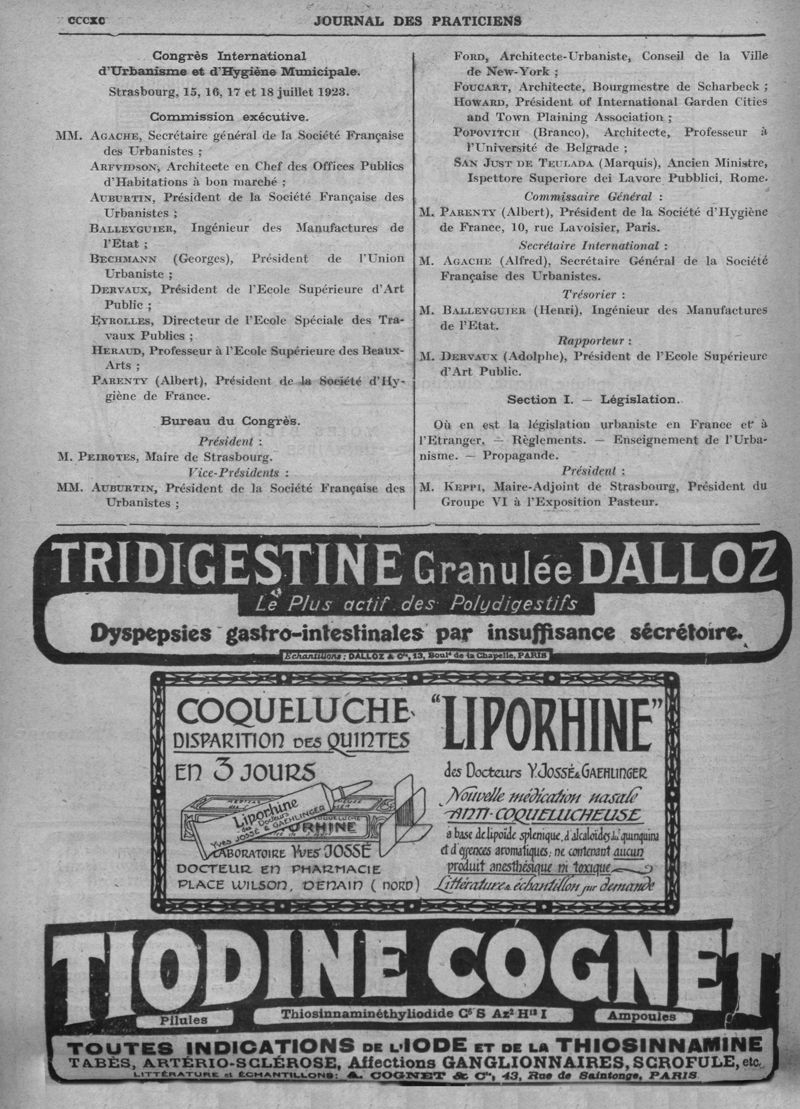 CCCXC
JOURNAL DES PRATICIENS
Congrès International
d'Urbanisme et d'Hygiène Municipale.
Strasbourg, 15, 16, 17 et 18 juillet 1923.
Commission exécutive.
MM. AGACHE, Secrétaire général de la Société Française
des Urbanistes ;
ARFVIDSON, Architecte en Chef des Offices Publics
d'Habitations à bon marché ;
AUBURTIN, Président de la Société Française des
Urbanistes ;
BALLEYGUIER, Ingénieur des Manufactures de
l'Etat ;
BECHMANN (Georges), Président de l'Union
Urbaniste ;
DERVAUX, Président de l'Ecole Supérieure d'Art
Public ;
EYROLLES, Directeur de l'Ecole Spéciale des Tra-
vaux Publics ;
HERAUD, Professeur à l'Ecole Supérieure des Beaux-
Arts ;
PARENTY (Albert), Président de la Société d'Hy-
giène de France.
Bureau du Congrès.
Président :
M. PEIROTES, Maire de Strasbourg.
Vice-Présidents :
MM. AUBURTIN, Président de la Société Française des
Urbanistes ;
FORD, Architecte-Urbaniste, Conseil de la Ville
de New-York ;
FOUCART, Architecte, Bourgmestre de Scharbeck ;
HOWARD, Président of International Garden Cities
and Town Plaining Association ;
POPOVITCH (Branco), Architecte, Professeur à
l'Université de Belgrade ;
SAN JUST DE TEULADA (Marquis), Ancien Ministre,
Ispettore Superiore dei Lavore Pubblici, Rome.
Commissaire Général :
M. PARENTY (Albert), Président de la Société d'Hygiène
de France, 10, rue Lavoisier, Paris.
Secrétaire International :
M. AGACHE (Alfred), Secrétaire Général de la Société
Française des Urbanistes.
Trésorier :
M. BALLEYGUIER (Henri), Ingénieur des Manufactures
de l'Etat.
Rapporteur :
M. DERVAUX (Adolphe), Président de l'Ecole Supérieure
d'Art Public.
Section I. — Législation.
Où en est la législation urbaniste en France et à
l'Etranger. — Règlements. — Enseignement de l'Urba-
nisme. — Propagande.
Président :
M. KEPPI, Maire-Adjoint de Strasbourg, Président du
Groupe VI à l'Exposition Pasteur.
TRIDIGESTINE Granulée DALLOZ
Le Plus actif des Polydigestifs
Dyspepsies gastro-intestinales par insuffisance sécrétoire.
Echantillons : DALLOZ & Cie, 13, Bould de la Chapelle, PARIS
COQUELUCHE
DISPARITION DES QUINTES
EN 3 JOURS
Liporhine
des Docteurs
YVES JOSSÉ & GAEHLINGER
COQUELUCHE
ORHINE
LABORATOIRE YVES JOSSÉ
DOCTEUR EN PHARMACIE
PLACE WILSON, DENAIN (NORD)
"LIPORHINE"
des Docteurs Y. JOSSÉ & GAEHLINGER
Nouvelle médication nasale
ANTI-COQUELUCHEUSE
à base de lipoïde splénique, d'alcaloïdes du quinquina
et d'essences aromatiques; ne contenant aucun
produit anesthésique ni toxique
Littérature & échantillon sur demande
TIODINE COGNET
Pilules
Thiosinnaminéthyliodide C⁵ S Az² H¹³ I
Ampoules
TOUTES INDICATIONS DE L'IODE ET DE LA THIOSINNAMINE
TABÈS, ARTÉRIO-SCLÉROSE, Affections GANGLIONNAIRES, SCROFULE, etc.
LITTÉRATURE et ÉCHANTILLONS: A. COGNET & Cie, 43, Rue de Saintonge, PARIS